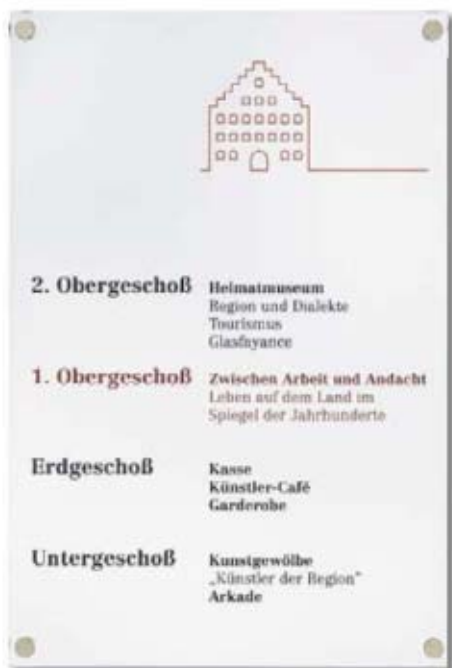 2. Obergeschoß Heimatmuseum
Region und Dialekte
Tourismus
Glasfayance
1. Obergeschoß Zwischen Arbeit und Andacht
Leben auf dem Land im
Spiegel der Jahrhunderte
Erdgeschoß Kasse
Künstler-Café
Garderobe
Untergeschoß Kunstgewölbe
„Künstler der Region"
Arkade